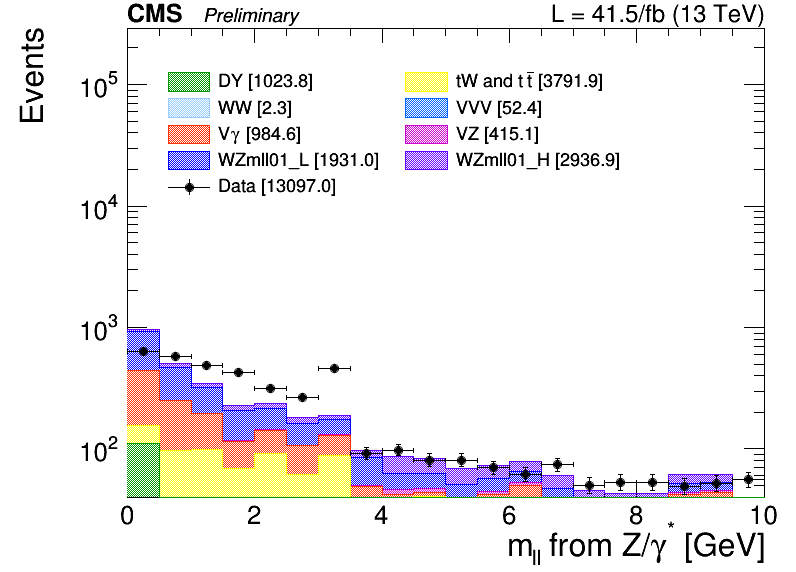 CMS Preliminary L = 41.5/fb (13 TeV)
Events
DY [1023.8] tW and tt̅ [3791.9]
WW [2.3] VVV [52.4]
Vγ [984.6] VZ [415.1]
WZmll01_L [1931.0] WZmll01_H [2936.9]
Data [13097.0]
10⁵
10⁴
10³
10²
0 2 4 6 8 10
m_ll from Z/γ* [GeV]